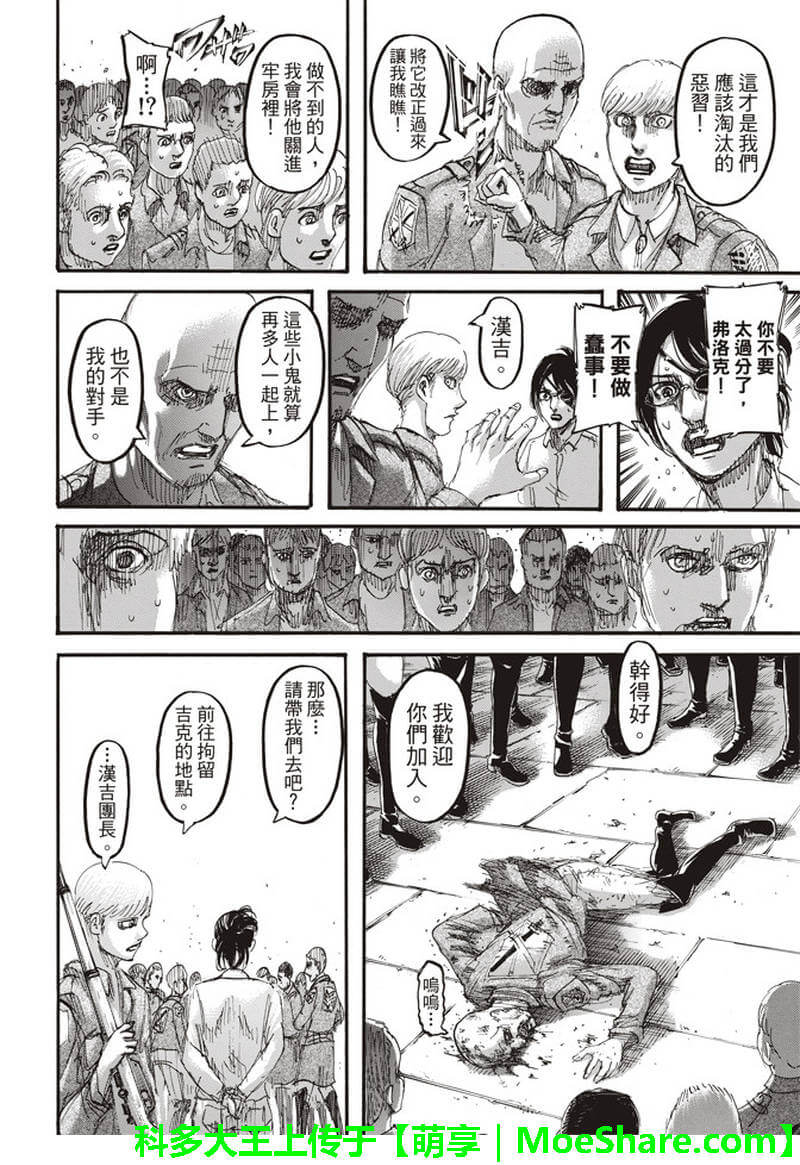 這才是我們
應該淘汰的
惡習！
將它改正過來
讓我瞧瞧！
做不到的人，
我會將他關進
牢房裡！
啊…!?
你不要
太過分了，
弗洛克！
不要做
蠢事！
漢吉。
這些小鬼就算
再多人一起上，
也不是
我的對手。
幹得好。
我歡迎
你們加入。
嗚嗚…
那麼…
請帶我們去吧？
前往拘留
吉克的地點。
…漢吉團長。
科多大王上传于【萌享 | MoeShare.com】